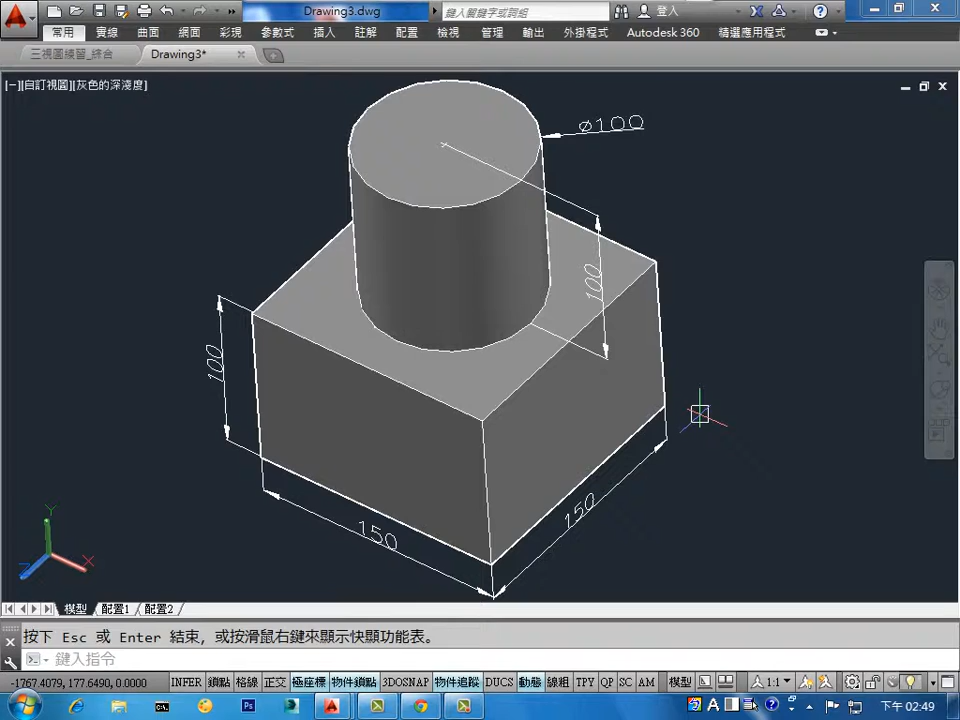 Drawing3.dwg
鍵入關鍵字或詞組
登入
常用 實線 曲面 網面 彩現 參數式 插入 註解 配置 檢視 管理 輸出 外掛程式 Autodesk 360 精選應用程式
三視圖練習_綜合 Drawing3*
[−][自訂視圖][灰色的深淺度]
ø100
100
100
150
150
Y
X
Z
模型 配置1 配置2
按下 Esc 或 Enter 結束, 或按滑鼠右鍵來顯示快顯功能表。
鍵入指令
-1767.4079, 177.6490, 0.0000 INFER 鎖點 格線 正交 極座標 物件鎖點 3DOSNAP 物件追蹤 DUCS 動態 線粗 TPY QP SC AM 模型 1:1
下午 02:49